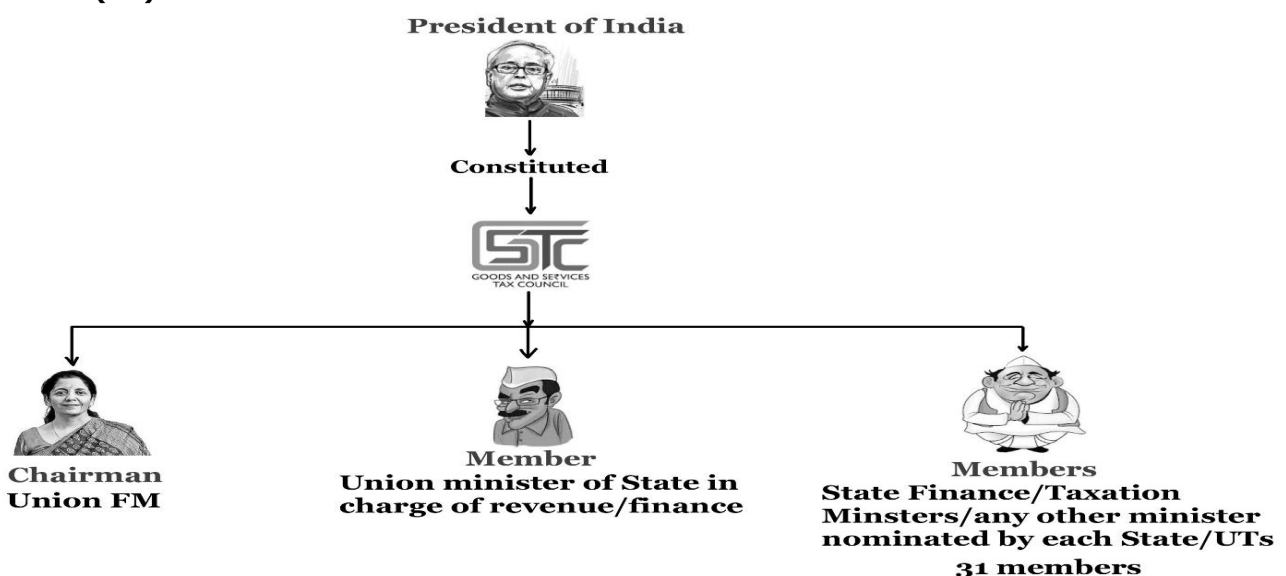 President of India
Constituted
GSTC
GOODS AND SERVICES
TAX COUNCIL
Chairman
Union FM
Member
Union minister of State in
charge of revenue/finance
Members
State Finance/Taxation
Minsters/any other minister
nominated by each State/UTs
31 members